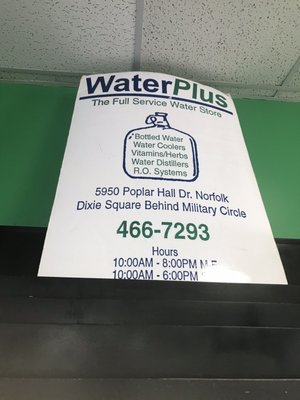 WaterPlus
The Full Service Water Store
Bottled Water
Water Coolers
Vitamins/Herbs
Water Distillers
R.O. Systems
5950 Poplar Hall Dr. Norfolk
Dixie Square Behind Military Circle
466-7293
Hours
10:00AM - 8:00PM M-F
10:00AM - 6:00PM